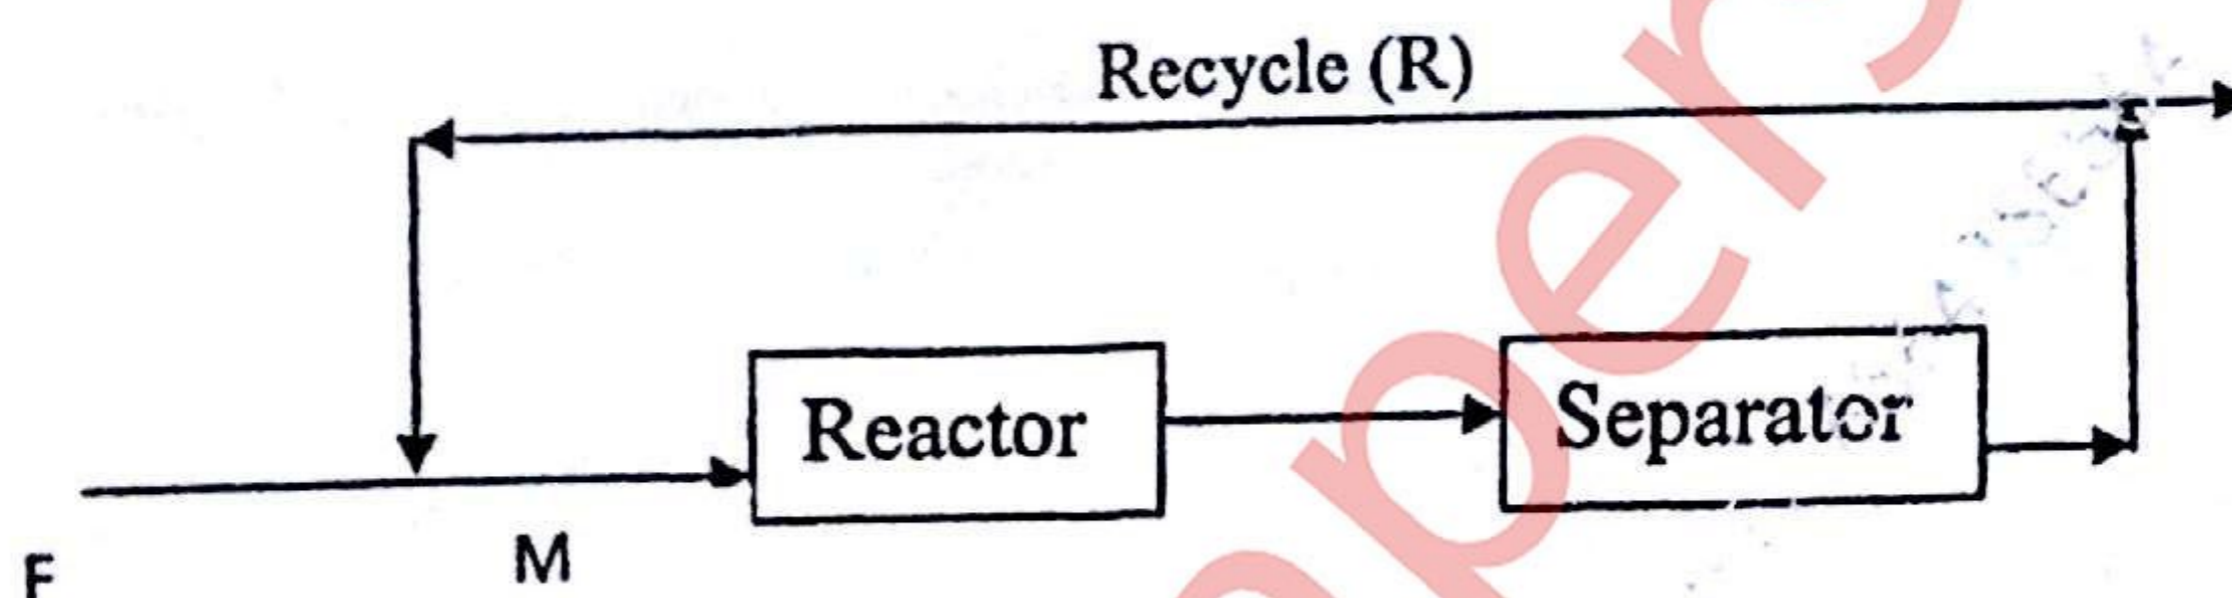 Recycle (R)
Reactor
Separator
M
F